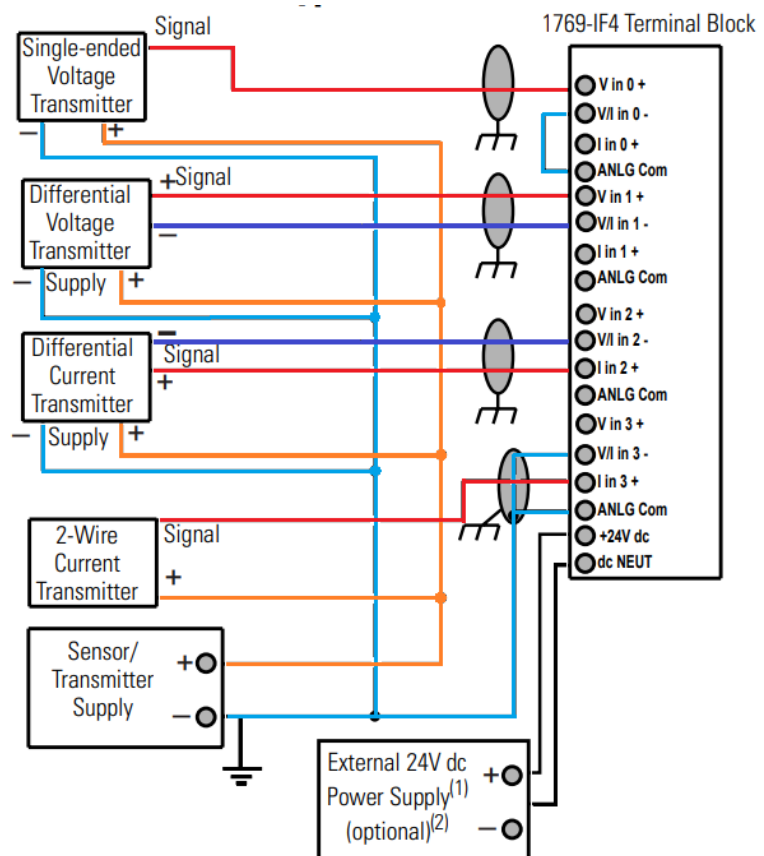 1769-IF4 Terminal Block
Signal
Single-ended
Voltage
Transmitter
− +
+Signal
Differential
Voltage
Transmitter
−
− Supply +
−
Differential
Current
Transmitter
Signal
+
− Supply +
2-Wire
Current
Transmitter
Signal
+
Sensor/
Transmitter
Supply
+
−
External 24V dc
Power Supply(1)
(optional)(2)
+
−
V in 0 +
V/I in 0 -
I in 0 +
ANLG Com
V in 1 +
V/I in 1 -
I in 1 +
ANLG Com
V in 2 +
V/I in 2 -
I in 2 +
ANLG Com
V in 3 +
V/I in 3 -
I in 3 +
ANLG Com
+24V dc
dc NEUT